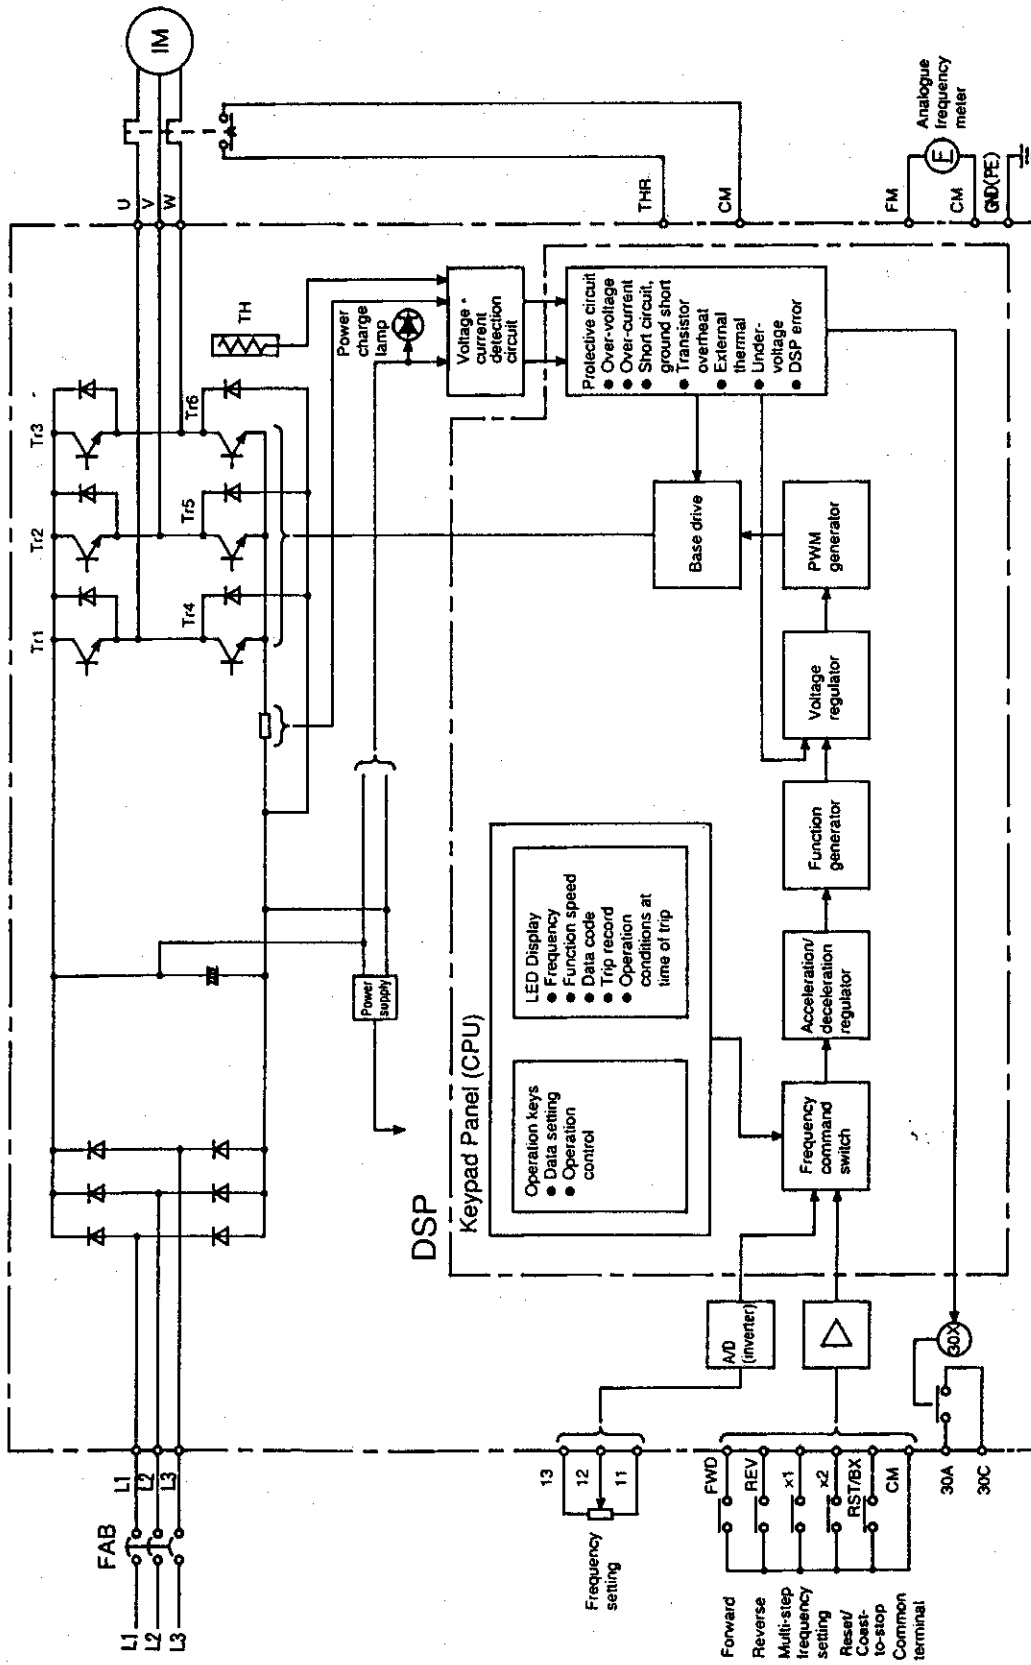 FAB
L1
L2
L3
L1
L2
L3
Tr1
Tr2
Tr3
Tr4
Tr5
Tr6
U
V
W
IM
TH
Power
supply
Power
charge
lamp
Voltage •
current
detection
circuit
THR
CM
FM
CM
GND(PE)
F
Analogue
frequency
meter
DSP
Keypad Panel (CPU)
Operation keys
● Data setting
● Operation
control
LED Display
● Frequency
● Function speed
● Data code
● Trip record
● Operation
conditions at
time of trip
Protective circuit
● Over-voltage
● Over-current
● Short circuit,
ground short
● Transistor
overheat
● External
thermal
● Under-
voltage
● DSP error
Base drive
Frequency
command
switch
Acceleration/
deceleration
regulator
Function
generator
Voltage
regulator
PWM
generator
A/D
(inverter)
30X
Frequency
setting
13
12
11
Forward
Reverse
Multi-step
frequency
setting
Reset/
Coast-
to-stop
Common
terminal
FWD
REV
x1
x2
RST/BX
CM
30A
30C